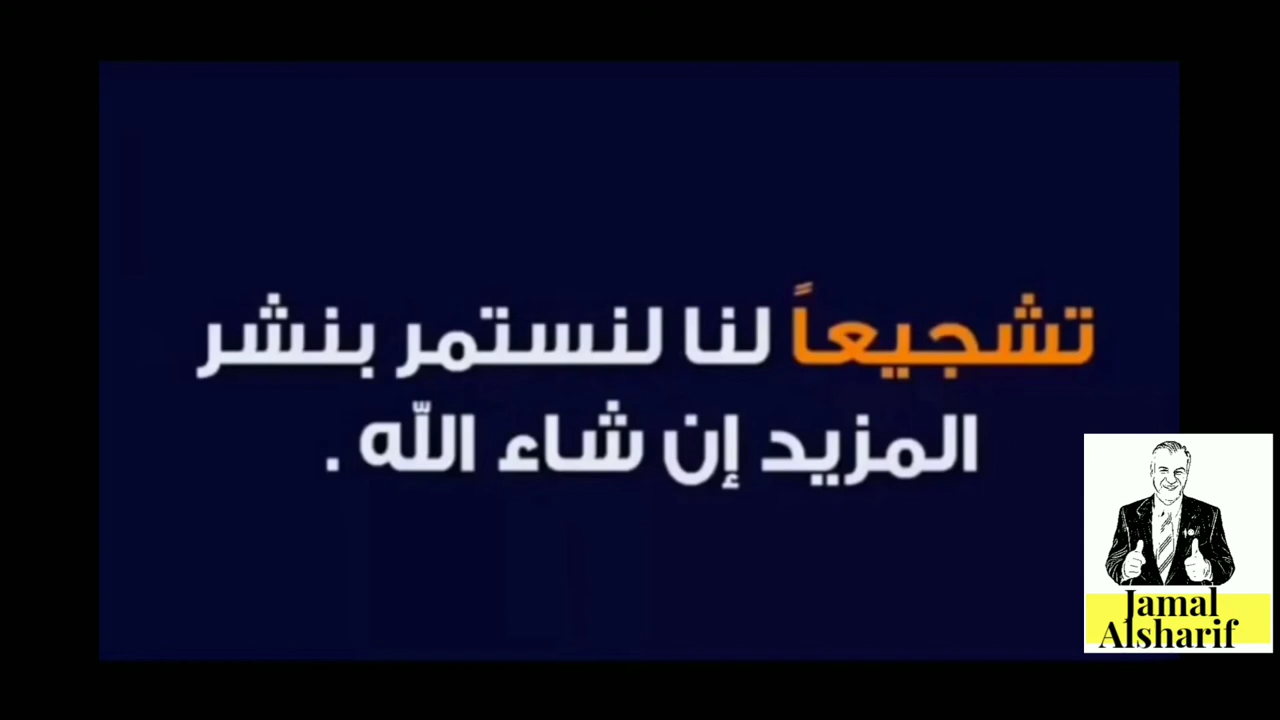 تشجيعاً لنا لنستمر بنشر
المزيد إن شاء الله .
Jamal
Alsharif